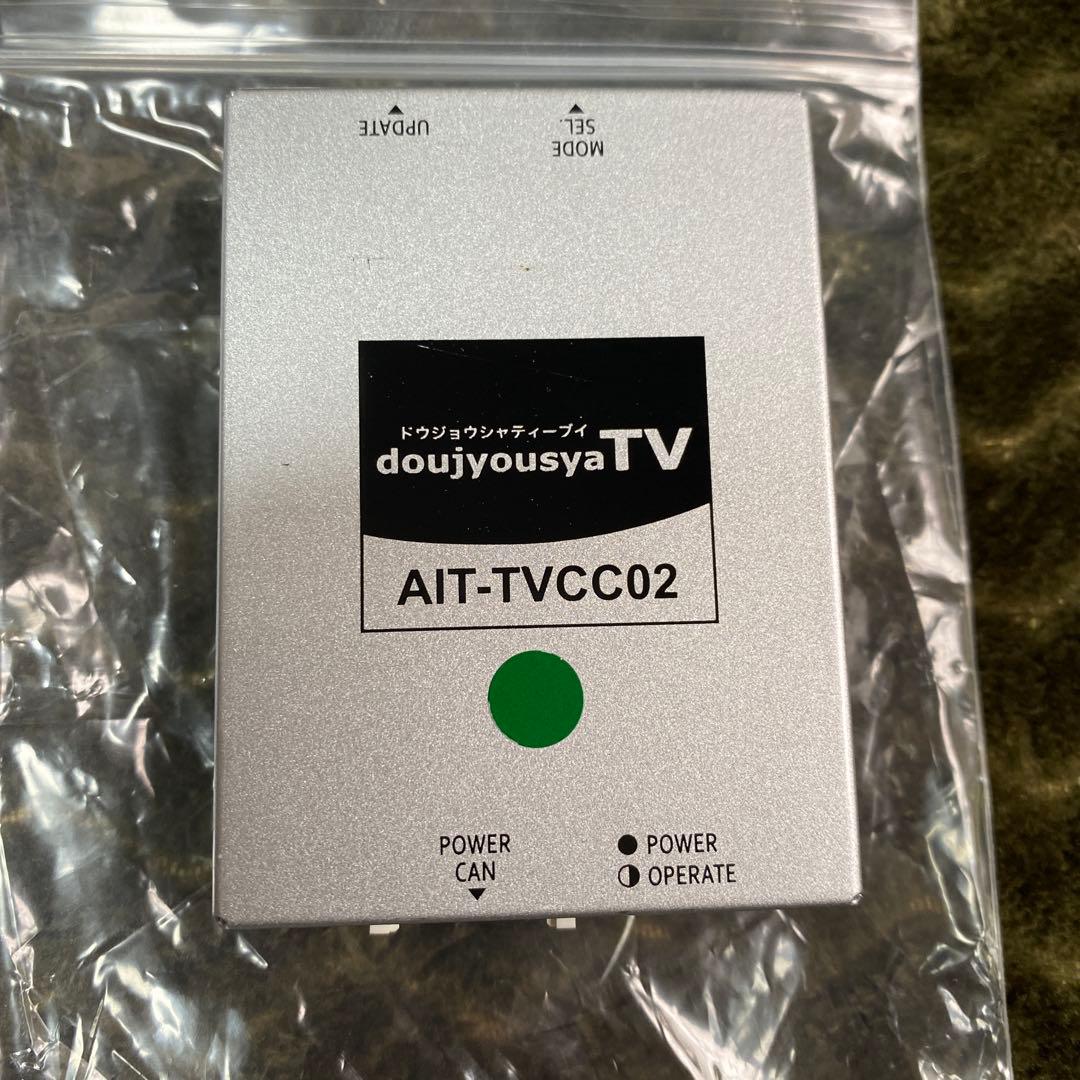 UPDATE
MODE
SEL.
ドウジョウシャティーブイ
doujyousyaTV
AIT-TVCC02
POWER
CAN
POWER
OPERATE